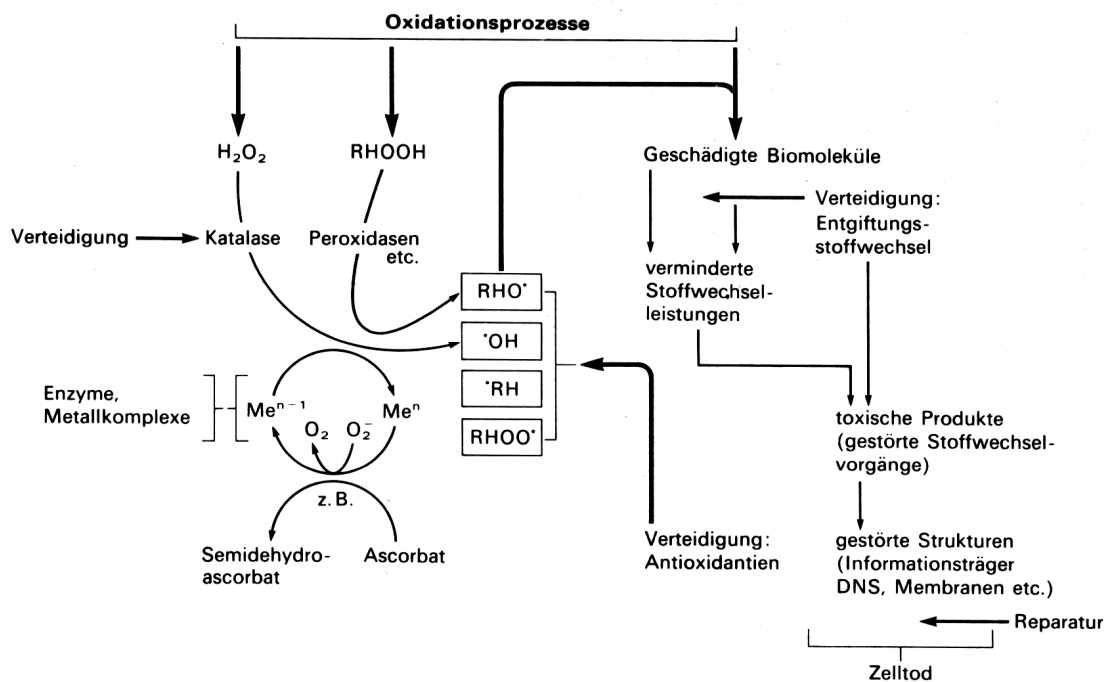 Oxidationsprozesse
H₂O₂
RHOOH
Geschädigte Biomoleküle
Verteidigung
Katalase
Peroxidasen
etc.
Verteidigung:
Entgiftungs-
stoffwechsel
verminderte
Stoffwechsel-
leistungen
RHO˙
˙OH
˙RH
RHOO˙
Enzyme,
Metallkomplexe
Meⁿ⁻¹
Meⁿ
O₂
O₂⁻
z. B.
Semidehydro-
ascorbat
Ascorbat
Verteidigung:
Antioxidantien
toxische Produkte
(gestörte Stoffwechsel-
vorgänge)
gestörte Strukturen
(Informationsträger
DNS, Membranen etc.)
Reparatur
Zelltod